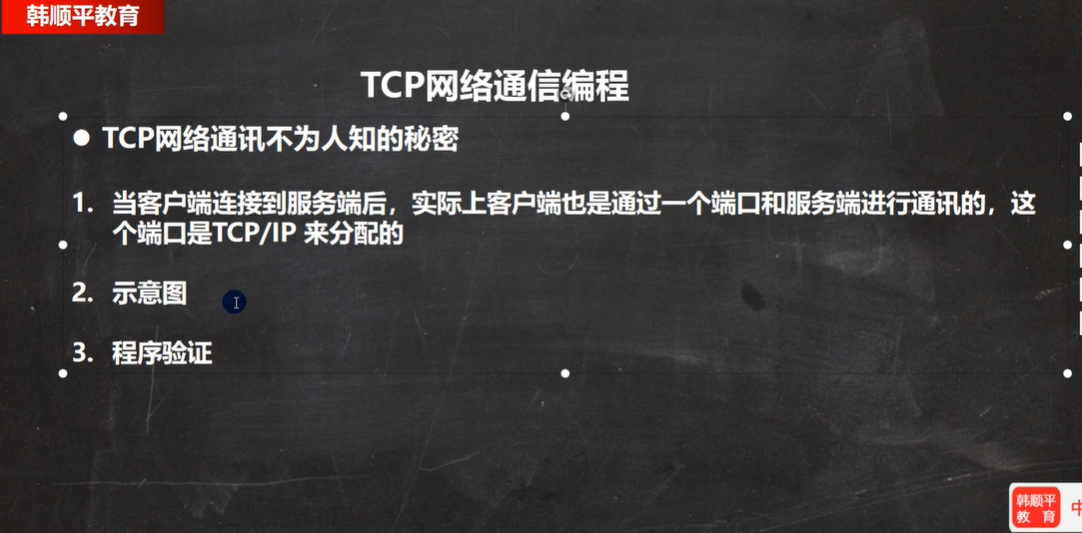 韩顺平教育
TCP网络通信编程
● TCP网络通讯不为人知的秘密
1. 当客户端连接到服务端后，实际上客户端也是通过一个端口和服务端进行通讯的，这
个端口是TCP/IP 来分配的
2. 示意图
3. 程序验证
韩顺平
教 育
中